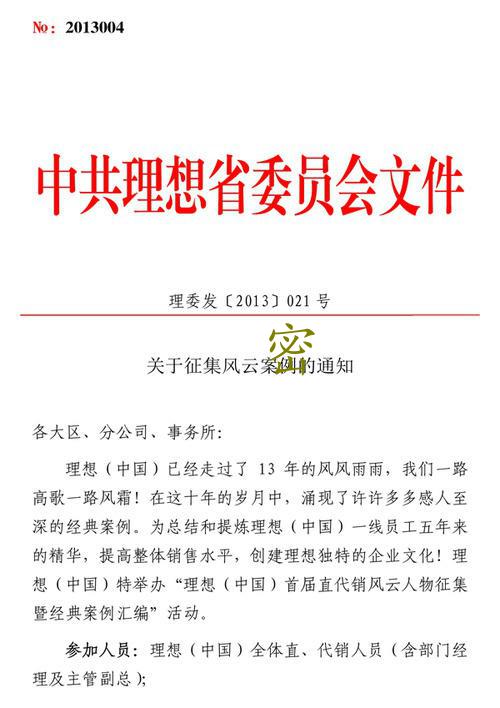 №：2013004
中共理想省委员会文件
理委发〔2013〕021 号
密
关于征集风云案例的通知
各大区、分公司、事务所：
理想（中国）已经走过了 13 年的风风雨雨，我们一路
高歌一路风霜！在这十年的岁月中，涌现了许许多多感人至
深的经典案例。为总结和提炼理想（中国）一线员工五年来
的精华，提高整体销售水平，创建理想独特的企业文化！理
想（中国）特举办“理想（中国）首届直代销风云人物征集
暨经典案例汇编”活动。
参加人员：理想（中国）全体直、代销人员（含部门经
理及主管副总）；